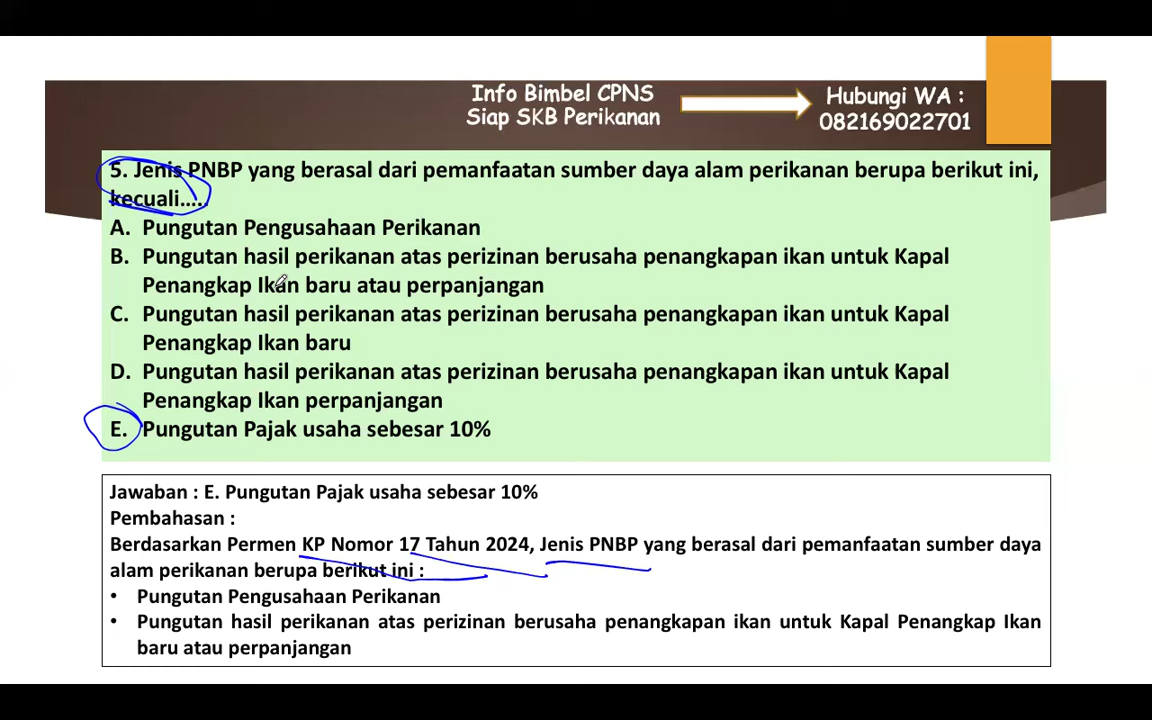 Info Bimbel CPNS
Siap SKB Perikanan
Hubungi WA :
082169022701
5. Jenis PNBP yang berasal dari pemanfaatan sumber daya alam perikanan berupa berikut ini,
kecuali.....
A. Pungutan Pengusahaan Perikanan
B. Pungutan hasil perikanan atas perizinan berusaha penangkapan ikan untuk Kapal
Penangkap Ikan baru atau perpanjangan
C. Pungutan hasil perikanan atas perizinan berusaha penangkapan ikan untuk Kapal
Penangkap Ikan baru
D. Pungutan hasil perikanan atas perizinan berusaha penangkapan ikan untuk Kapal
Penangkap Ikan perpanjangan
E. Pungutan Pajak usaha sebesar 10%
Jawaban : E. Pungutan Pajak usaha sebesar 10%
Pembahasan :
Berdasarkan Permen KP Nomor 17 Tahun 2024, Jenis PNBP yang berasal dari pemanfaatan sumber daya
alam perikanan berupa berikut ini :
• Pungutan Pengusahaan Perikanan
• Pungutan hasil perikanan atas perizinan berusaha penangkapan ikan untuk Kapal Penangkap Ikan
baru atau perpanjangan